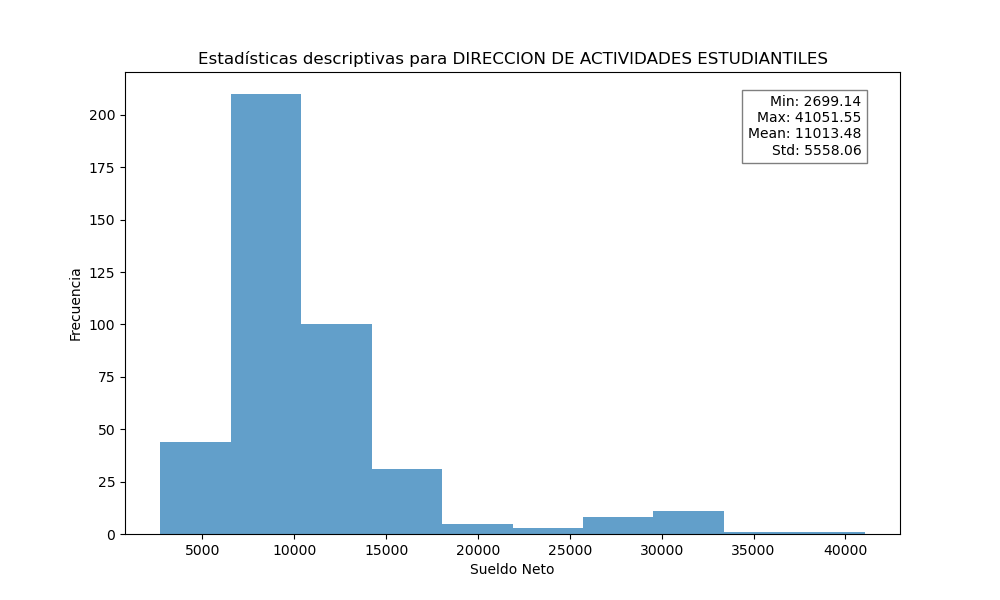 Estadísticas descriptivas para DIRECCION DE ACTIVIDADES ESTUDIANTILES
Min: 2699.14
Max: 41051.55
Mean: 11013.48
Std: 5558.06
Frecuencia
200
175
150
125
100
75
50
25
0
5000 10000 15000 20000 25000 30000 35000 40000
Sueldo Neto